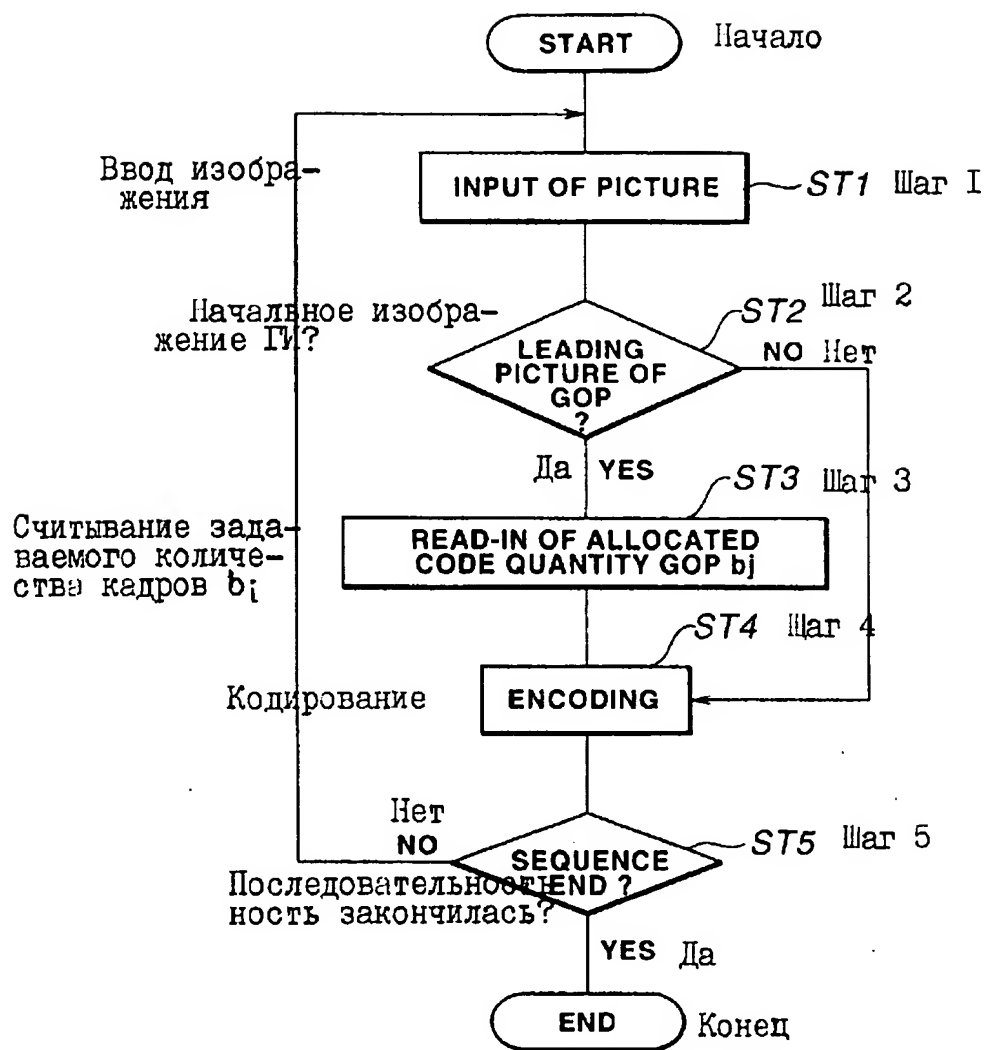 START Начало
Ввод изобра-
жения
INPUT OF PICTURE ST1 Шаг I
Начальное изобра-
жение ГИ?
ST2 Шаг 2
LEADING
PICTURE OF
GOP
?
NO Нет
Да YES
ST3 Шаг 3
Считывание зада-
ваемого количе-
ства кадров bi
READ-IN OF ALLOCATED
CODE QUANTITY GOP bj
ST4 Шаг 4
Кодирование
ENCODING
Нет
NO
ST5 Шаг 5
SEQUENCE
END ?
Последовательность
ность закончилась?
YES Да
END Конец